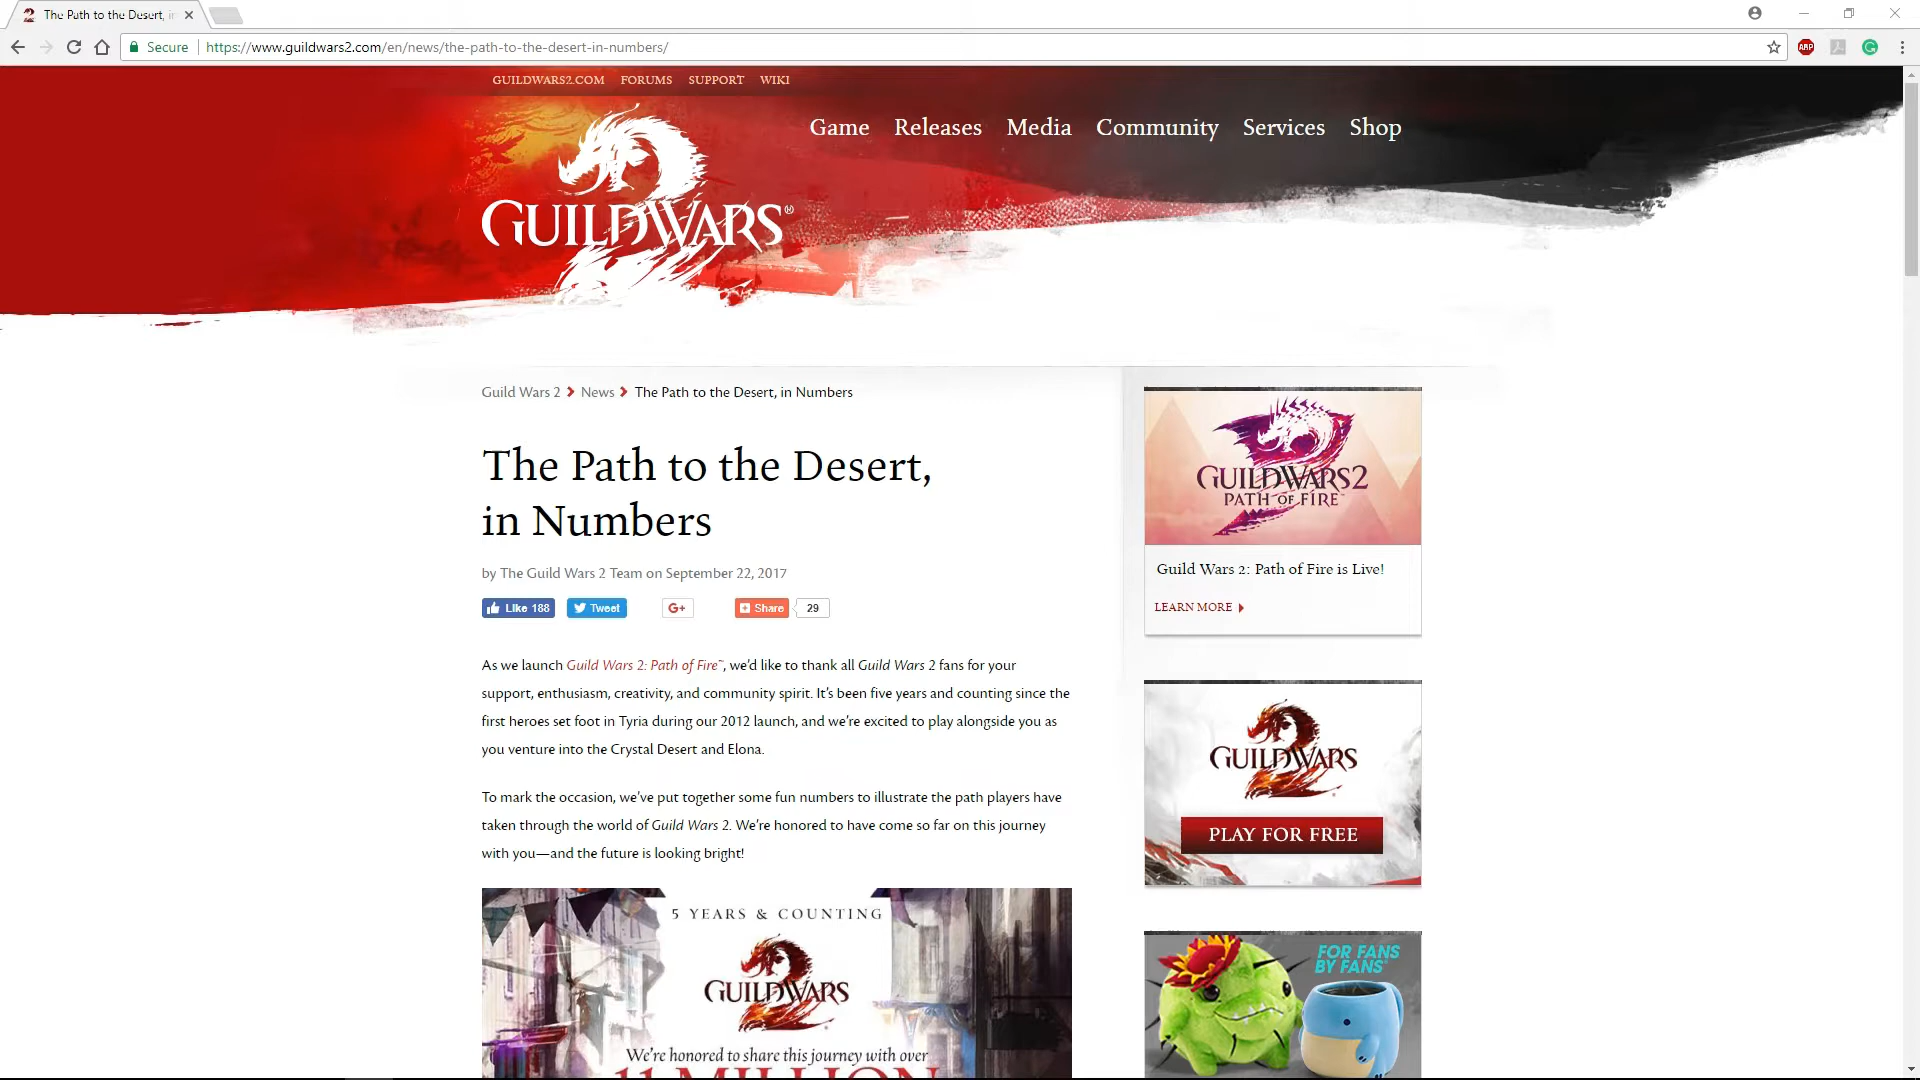 The Path to the Desert, in
Secure https://www.guildwars2.com/en/news/the-path-to-the-desert-in-numbers/
ABP
GUILDWARS2.COM FORUMS SUPPORT WIKI
Game Releases Media Community Services Shop
GUILDWARS®
Guild Wars 2 > News > The Path to the Desert, in Numbers
The Path to the Desert,
in Numbers
by The Guild Wars 2 Team on September 22, 2017
Like 188 Tweet G+ Share 29
As we launch Guild Wars 2: Path of Fire™, we’d like to thank all Guild Wars 2 fans for your
support, enthusiasm, creativity, and community spirit. It’s been five years and counting since the
first heroes set foot in Tyria during our 2012 launch, and we’re excited to play alongside you as
you venture into the Crystal Desert and Elona.
To mark the occasion, we’ve put together some fun numbers to illustrate the path players have
taken through the world of Guild Wars 2. We’re honored to have come so far on this journey
with you—and the future is looking bright!
5 YEARS & COUNTING
GUILDWARS
We're honored to share this journey with over
11 MILLION
GUILDWARS2
PATH OF FIRE™
Guild Wars 2: Path of Fire is Live!
LEARN MORE
GUILDWARS
PLAY FOR FREE
FOR FANS
BY FANS